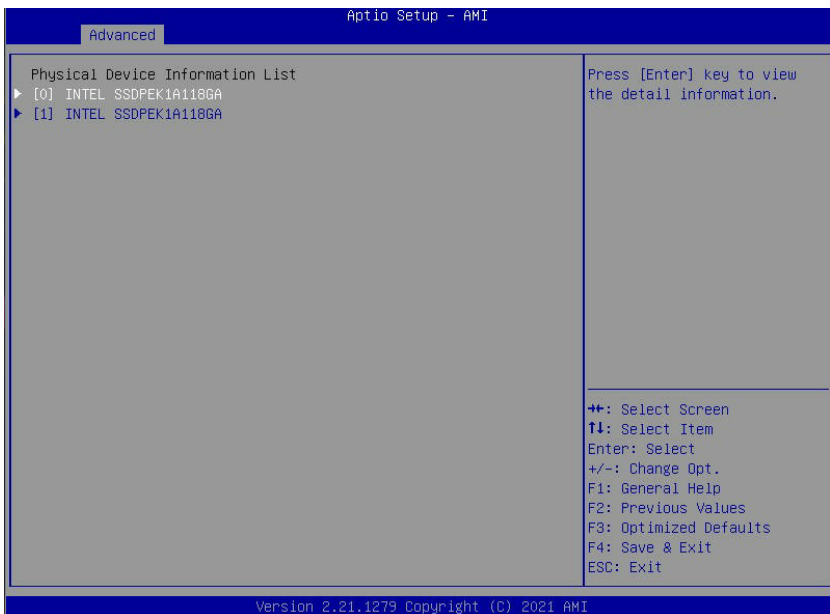 Aptio Setup - AMI
Advanced
Physical Device Information List
▶ [0] INTEL SSDPEK1A118GA
▶ [1] INTEL SSDPEK1A118GA
Press [Enter] key to view
the detail information.
→←: Select Screen
↑↓: Select Item
Enter: Select
+/-: Change Opt.
F1: General Help
F2: Previous Values
F3: Optimized Defaults
F4: Save & Exit
ESC: Exit
Version 2.21.1279 Copyright (C) 2021 AMI